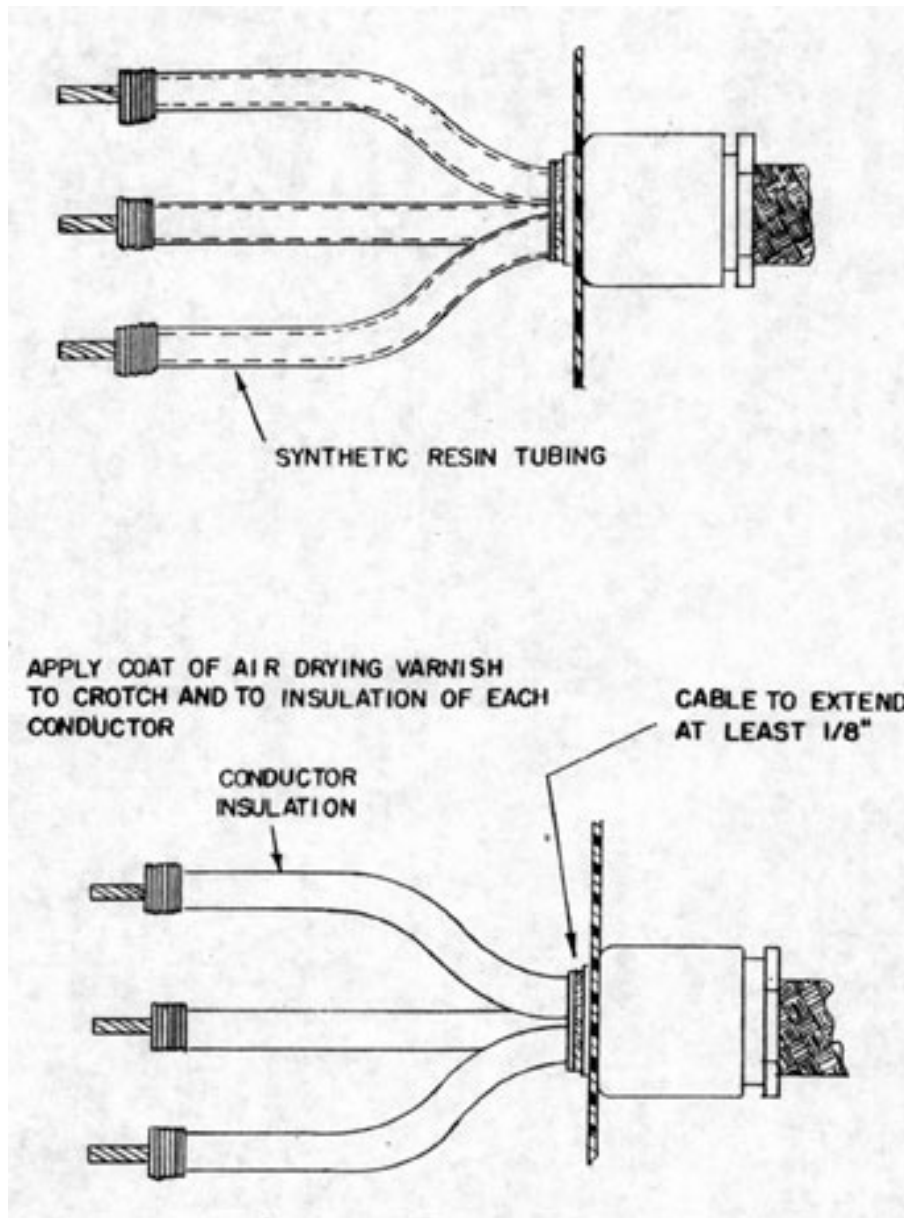 SYNTHETIC RESIN TUBING
APPLY COAT OF AIR DRYING VARNISH
TO CROTCH AND TO INSULATION OF EACH
CONDUCTOR
CABLE TO EXTEND
AT LEAST 1/8"
CONDUCTOR
INSULATION